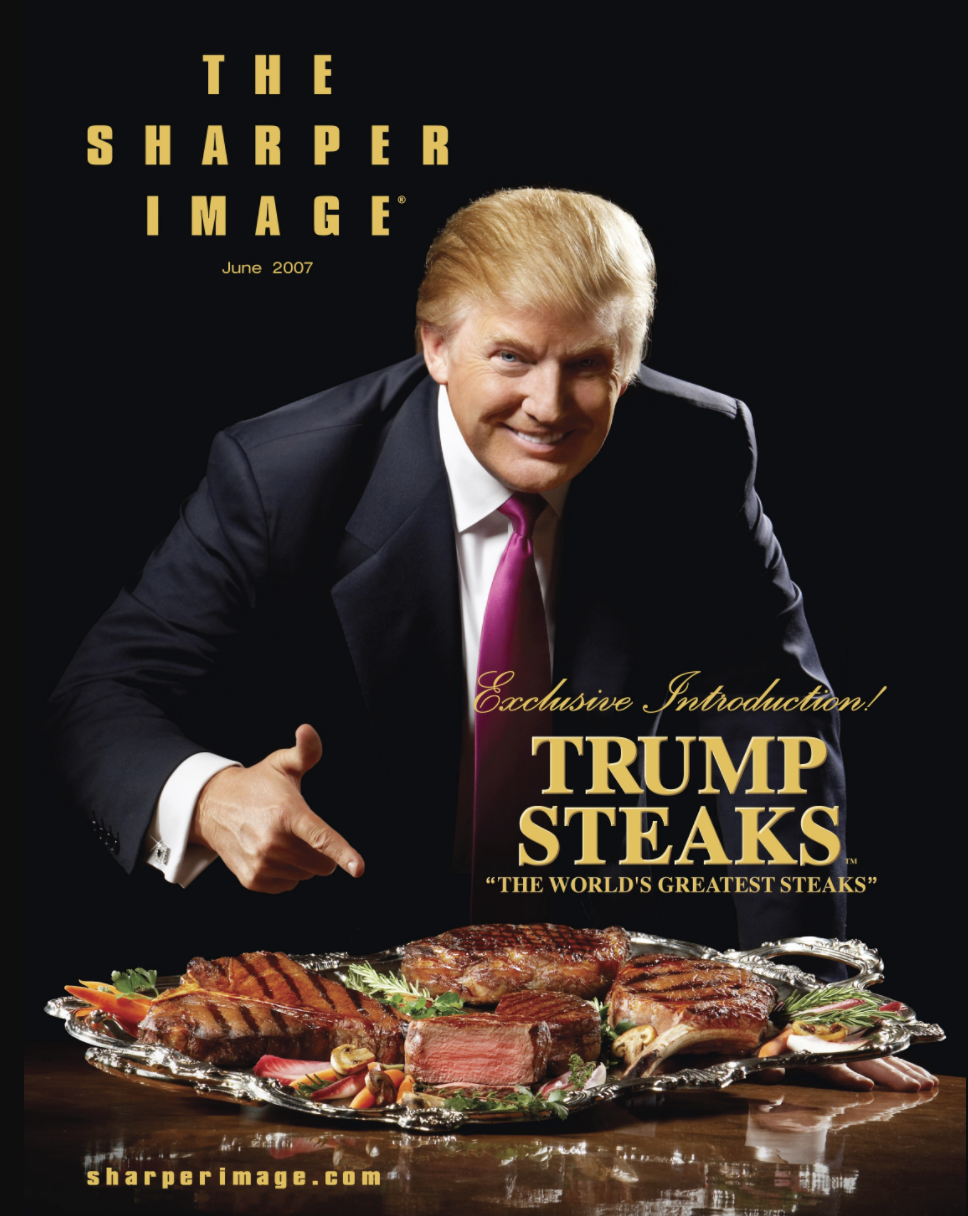 THE
SHARPER
IMAGE®
June 2007
Exclusive Introduction!
TRUMP
STEAKS™
“THE WORLD'S GREATEST STEAKS”
sharperimage.com